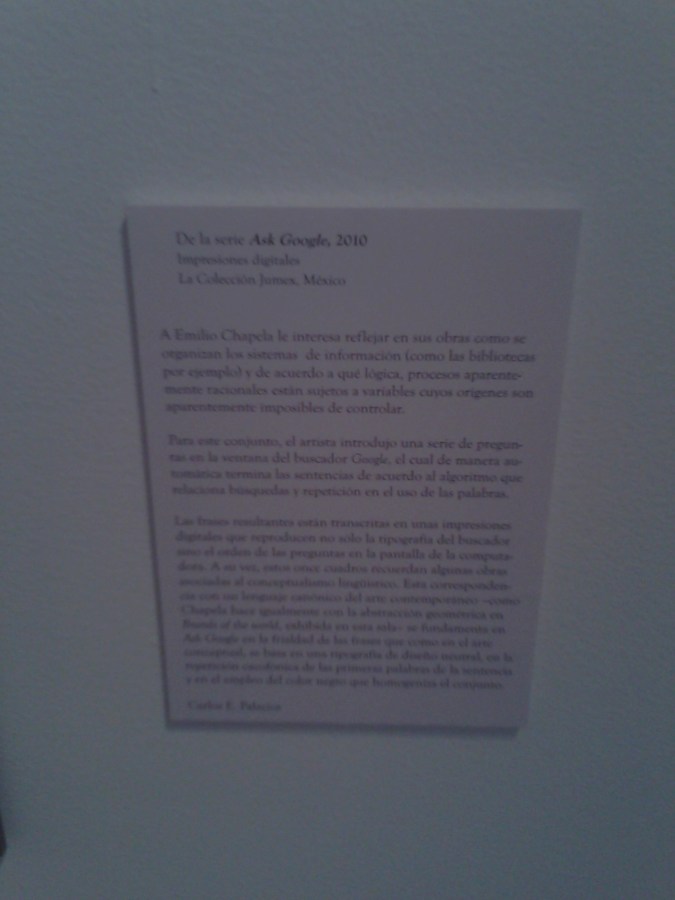 De la serie Ask Google, 2010
Impresiones digitales
La Colección Jumex, México
A Emilio Chapela le interesa reflejar en sus obras como se
organizan los sistemas de información (como las bibliotecas
por ejemplo) y de acuerdo a qué lógica, procesos aparente-
mente racionales están sujetos a variables cuyos orígenes son
aparentemente imposibles de controlar.
Para este conjunto, el artista introdujo una serie de pregun-
tas en la ventana del buscador Google, el cual de manera au-
tomática termina las sentencias de acuerdo al algoritmo que
relaciona búsquedas y repetición en el uso de las palabras.
Las frases resultantes están transcritas en unas impresiones
digitales que reproducen no sólo la tipografía del buscador
sino el orden de las preguntas en la pantalla de la computa-
dora. A su vez, estos once cuadros recuerdan algunas obras
asociadas al conceptualismo lingüístico. Esta corresponden-
cia con un lenguaje canónico del arte contemporáneo –como
Chapela hace igualmente con la abstracción geométrica en
of the world, exhibida en esta sala– se fundamenta en
Ask Google en la frialdad de las frases que como en el arte
conceptual, se basa en una tipografía de diseño neutral, en la
repetición de las primeras palabras de la sentencia
y en el empleo del color negro que homogeniza el conjunto.
Carlos E. Palacios